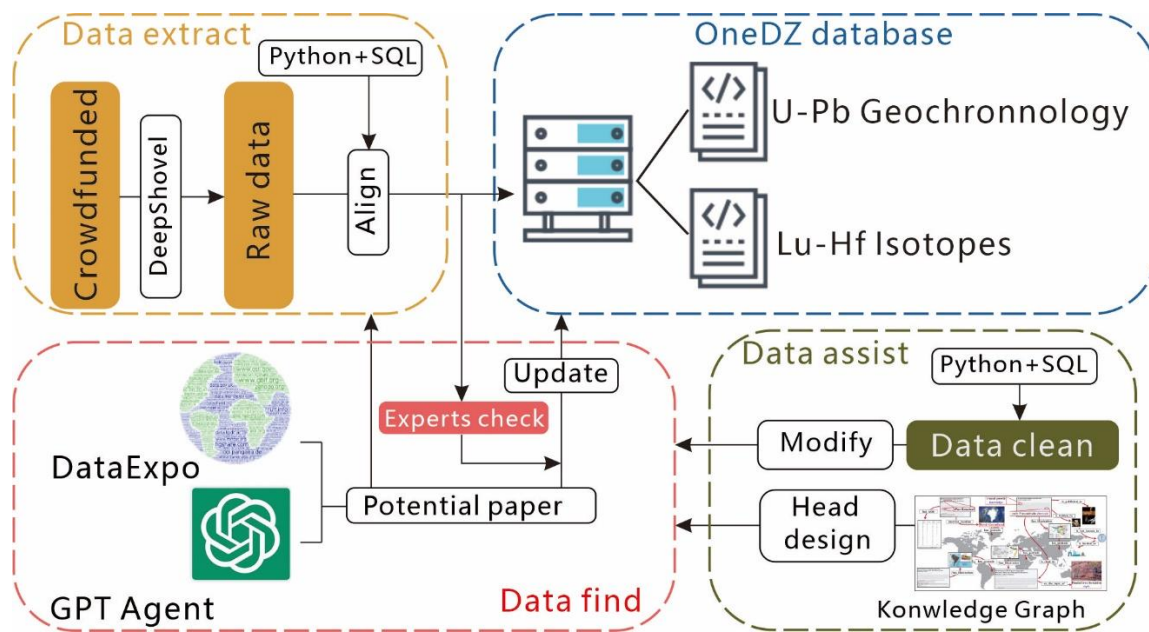 Data extract
Python+SQL
Crowdfunded
DeepShovel
Raw data
Align
OneDZ database
U-Pb Geochronnology
Lu-Hf Isotopes
Update
Experts check
DataExpo
Potential paper
GPT Agent
Data find
Data assist
Python+SQL
Modify
Data clean
Head
design
Konwledge Graph